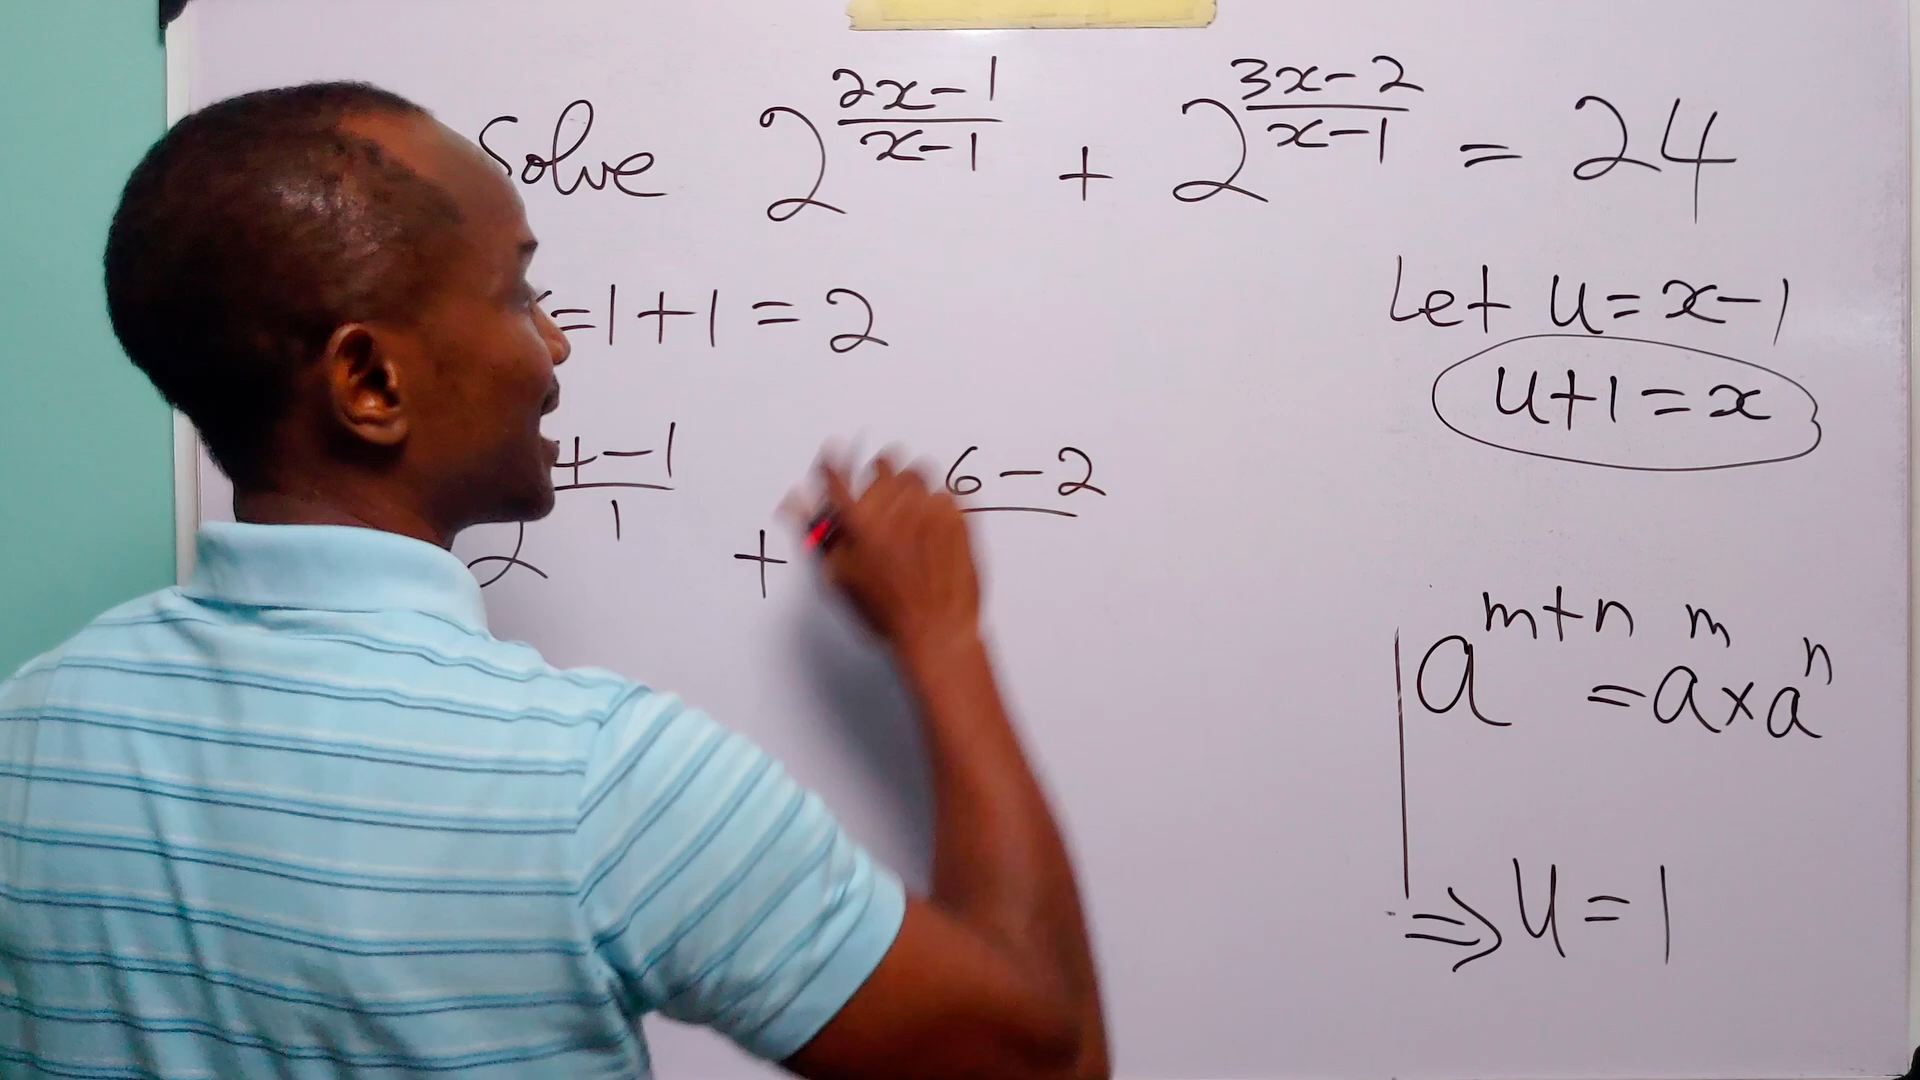 Solve 2^((2x-1)/(x-1)) + 2^((3x-2)/(x-1)) = 24
=1+1 = 2
Let u=x-1
u+1=x
2^((4-1)/1) + 6-2
a^(m+n) = a^m × a^n
⇒ u=1